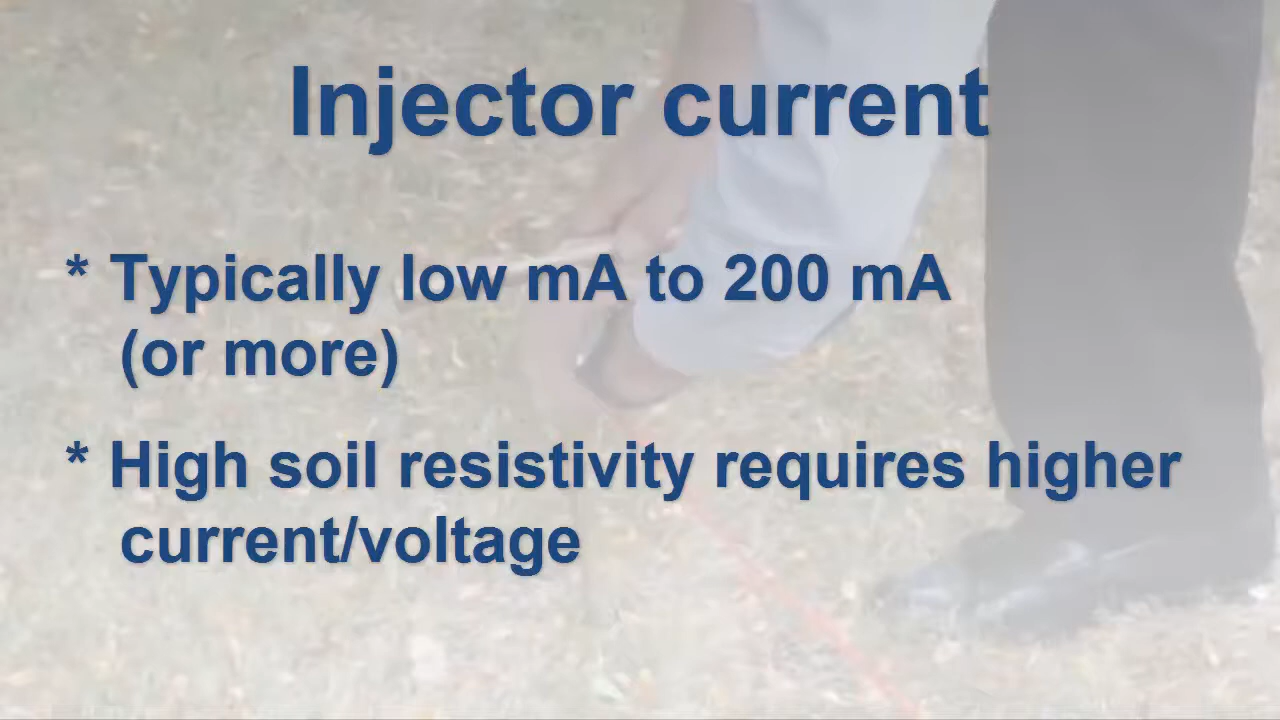 Injector current
* Typically low mA to 200 mA
(or more)
* High soil resistivity requires higher
current/voltage